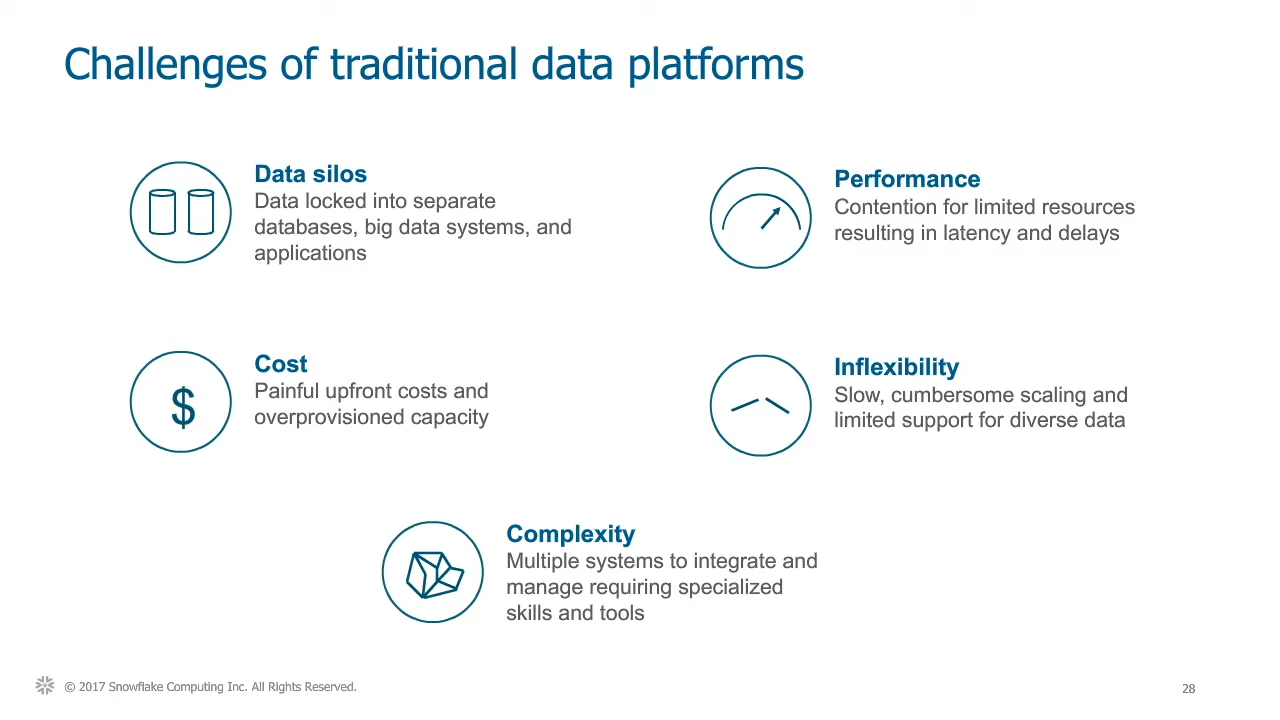 Challenges of traditional data platforms
Data silos
Data locked into separate
databases, big data systems, and
applications
Performance
Contention for limited resources
resulting in latency and delays
Cost
$
Painful upfront costs and
overprovisioned capacity
Inflexibility
Slow, cumbersome scaling and
limited support for diverse data
Complexity
Multiple systems to integrate and
manage requiring specialized
skills and tools
© 2017 Snowflake Computing Inc. All Rights Reserved.
28